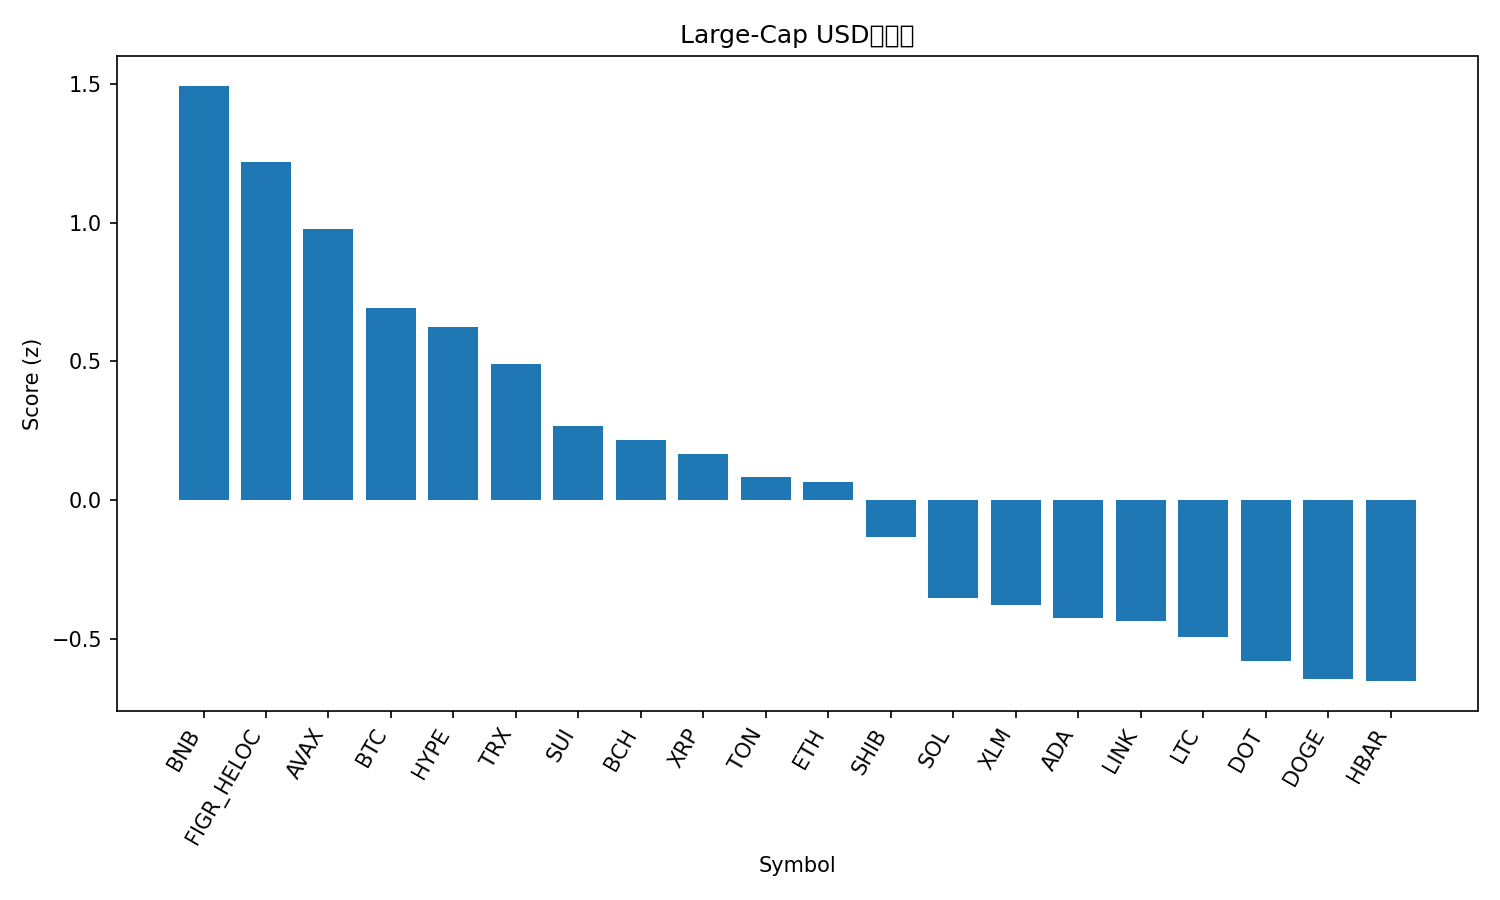 Large-Cap USD
Score (z)
1.5
1.0
0.5
0.0
−0.5
BNB
FIGR_HELOC
AVAX
BTC
HYPE
TRX
SUI
BCH
XRP
TON
ETH
SHIB
SOL
XLM
ADA
LINK
LTC
DOT
DOGE
HBAR
Symbol